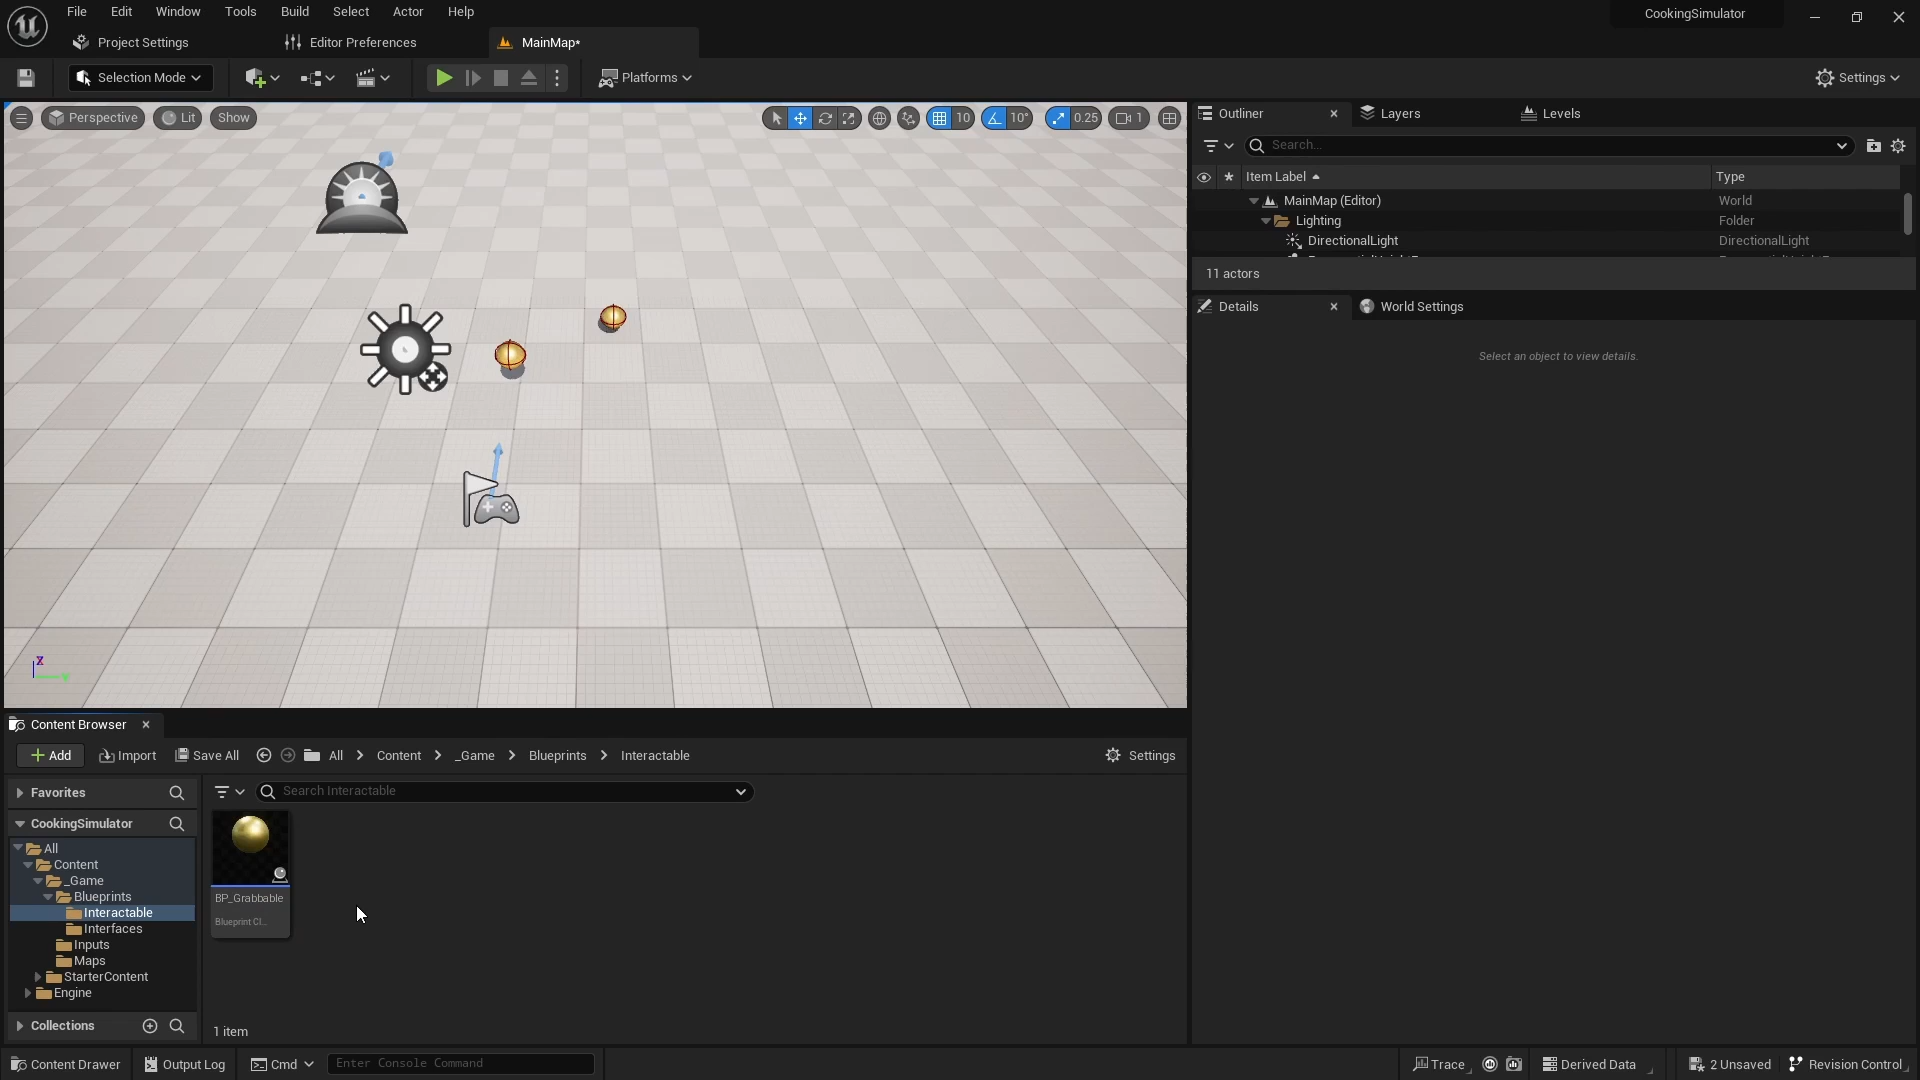 File Edit Window Tools Build Select Actor Help
CookingSimulator
Project Settings
Editor Preferences
MainMap*
Selection Mode
Platforms
Settings
Perspective
Lit
Show
10
10°
0.25
1
Outliner
Layers
Levels
Search...
Item Label
Type
MainMap (Editor)
World
Lighting
Folder
DirectionalLight
DirectionalLight
11 actors
Details
World Settings
Select an object to view details.
X
Content Browser
Add
Import
Save All
All > Content > _Game > Blueprints > Interactable
Settings
Favorites
Search Interactable
CookingSimulator
All
Content
_Game
Blueprints
Interactable
Interfaces
Inputs
Maps
StarterContent
Engine
BP_Grabbable
Blueprint Cl...
Collections
1 item
Content Drawer
Output Log
Cmd
Enter Console Command
Trace
Derived Data
2 Unsaved
Revision Control